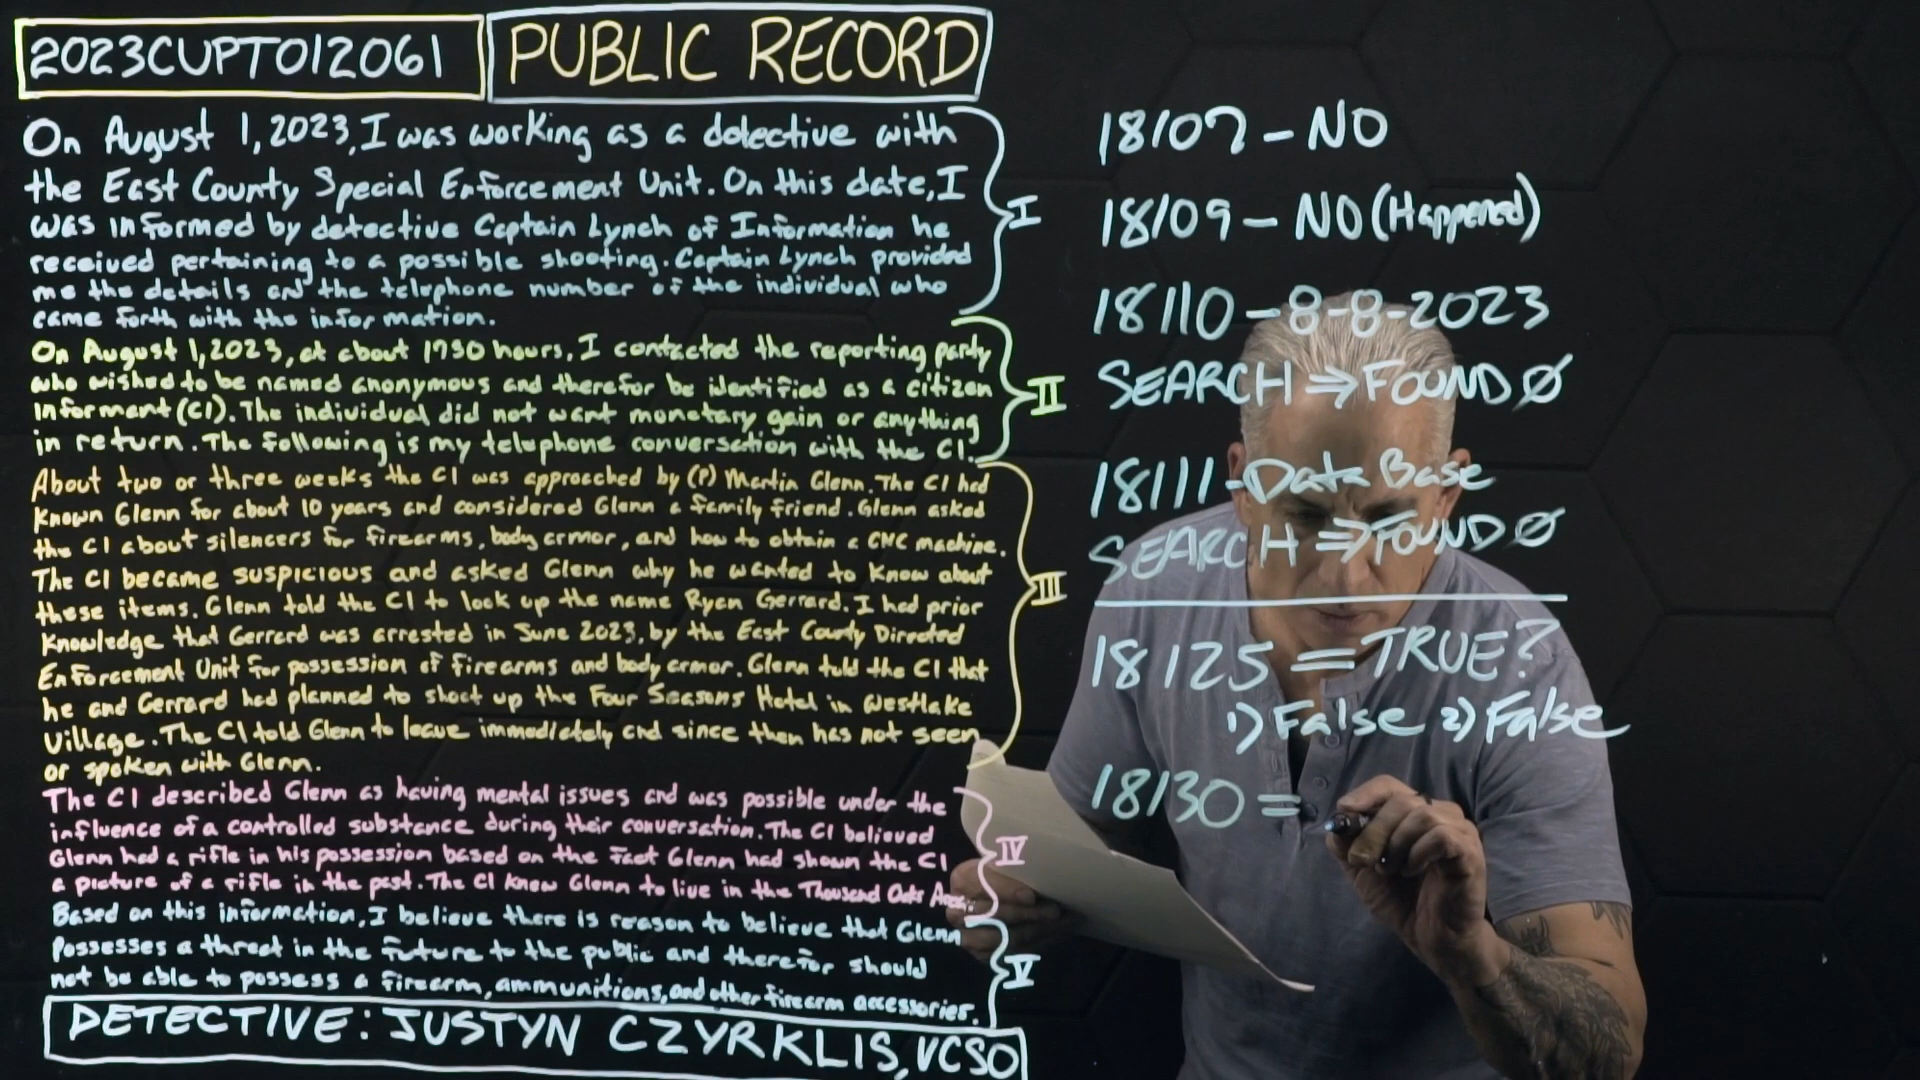 2023CUPT012061
PUBLIC RECORD
On August 1, 2023, I was working as a detective with
the East County Special Enforcement Unit. On this date, I
was informed by detective Captain Lynch of Information he
received pertaining to a possible shooting. Captain Lynch provided
me the details and the telephone number of the individual who
came forth with the information.
I
On August 1, 2023, at about 1730 hours, I contacted the reporting party
who wished to be named anonymous and therefor be identified as a citizen
informant (CI). The individual did not want monetary gain or anything
in return. The following is my telephone conversation with the CI.
II
About two or three weeks the CI was approached by (P) Martin Glenn. The CI had
known Glenn for about 10 years and considered Glenn a family friend. Glenn asked
the CI about silencers for firearms, body armor, and how to obtain a CNC machine.
The CI became suspicious and asked Glenn why he wanted to know about
these items. Glenn told the CI to look up the name Ryan Gerrard. I had prior
knowledge that Gerrard was arrested in June 2023, by the East County Directed
Enforcement Unit for possession of firearms and body armor. Glenn told the CI that
he and Gerrard had planned to shoot up the Four Seasons Hotel in Westlake
Village. The CI told Glenn to leave immediately and since then has not seen
or spoken with Glenn.
III
The CI described Glenn as having mental issues and was possible under the
influence of a controlled substance during their conversation. The CI believed
Glenn had a rifle in his possession based on the fact Glenn had shown the CI
a picture of a rifle in the past. The CI knew Glenn to live in the Thousand Oaks Area.
IV
Based on this information, I believe there is reason to believe that Glenn
possesses a threat in the future to the public and therefor should
not be able to possess a firearm, ammunitions, and other firearm accessories.
V
DETECTIVE: JUSTYN CZYRKLIS, VCSO
18107 - NO
18109 - NO (Happened)
18110 - 8-8-2023
SEARCH ⇒ FOUND Ø
18111 - Data Base
SEARCH ⇒ FOUND Ø
18125 = TRUE?
1) False 2) False
18130 =